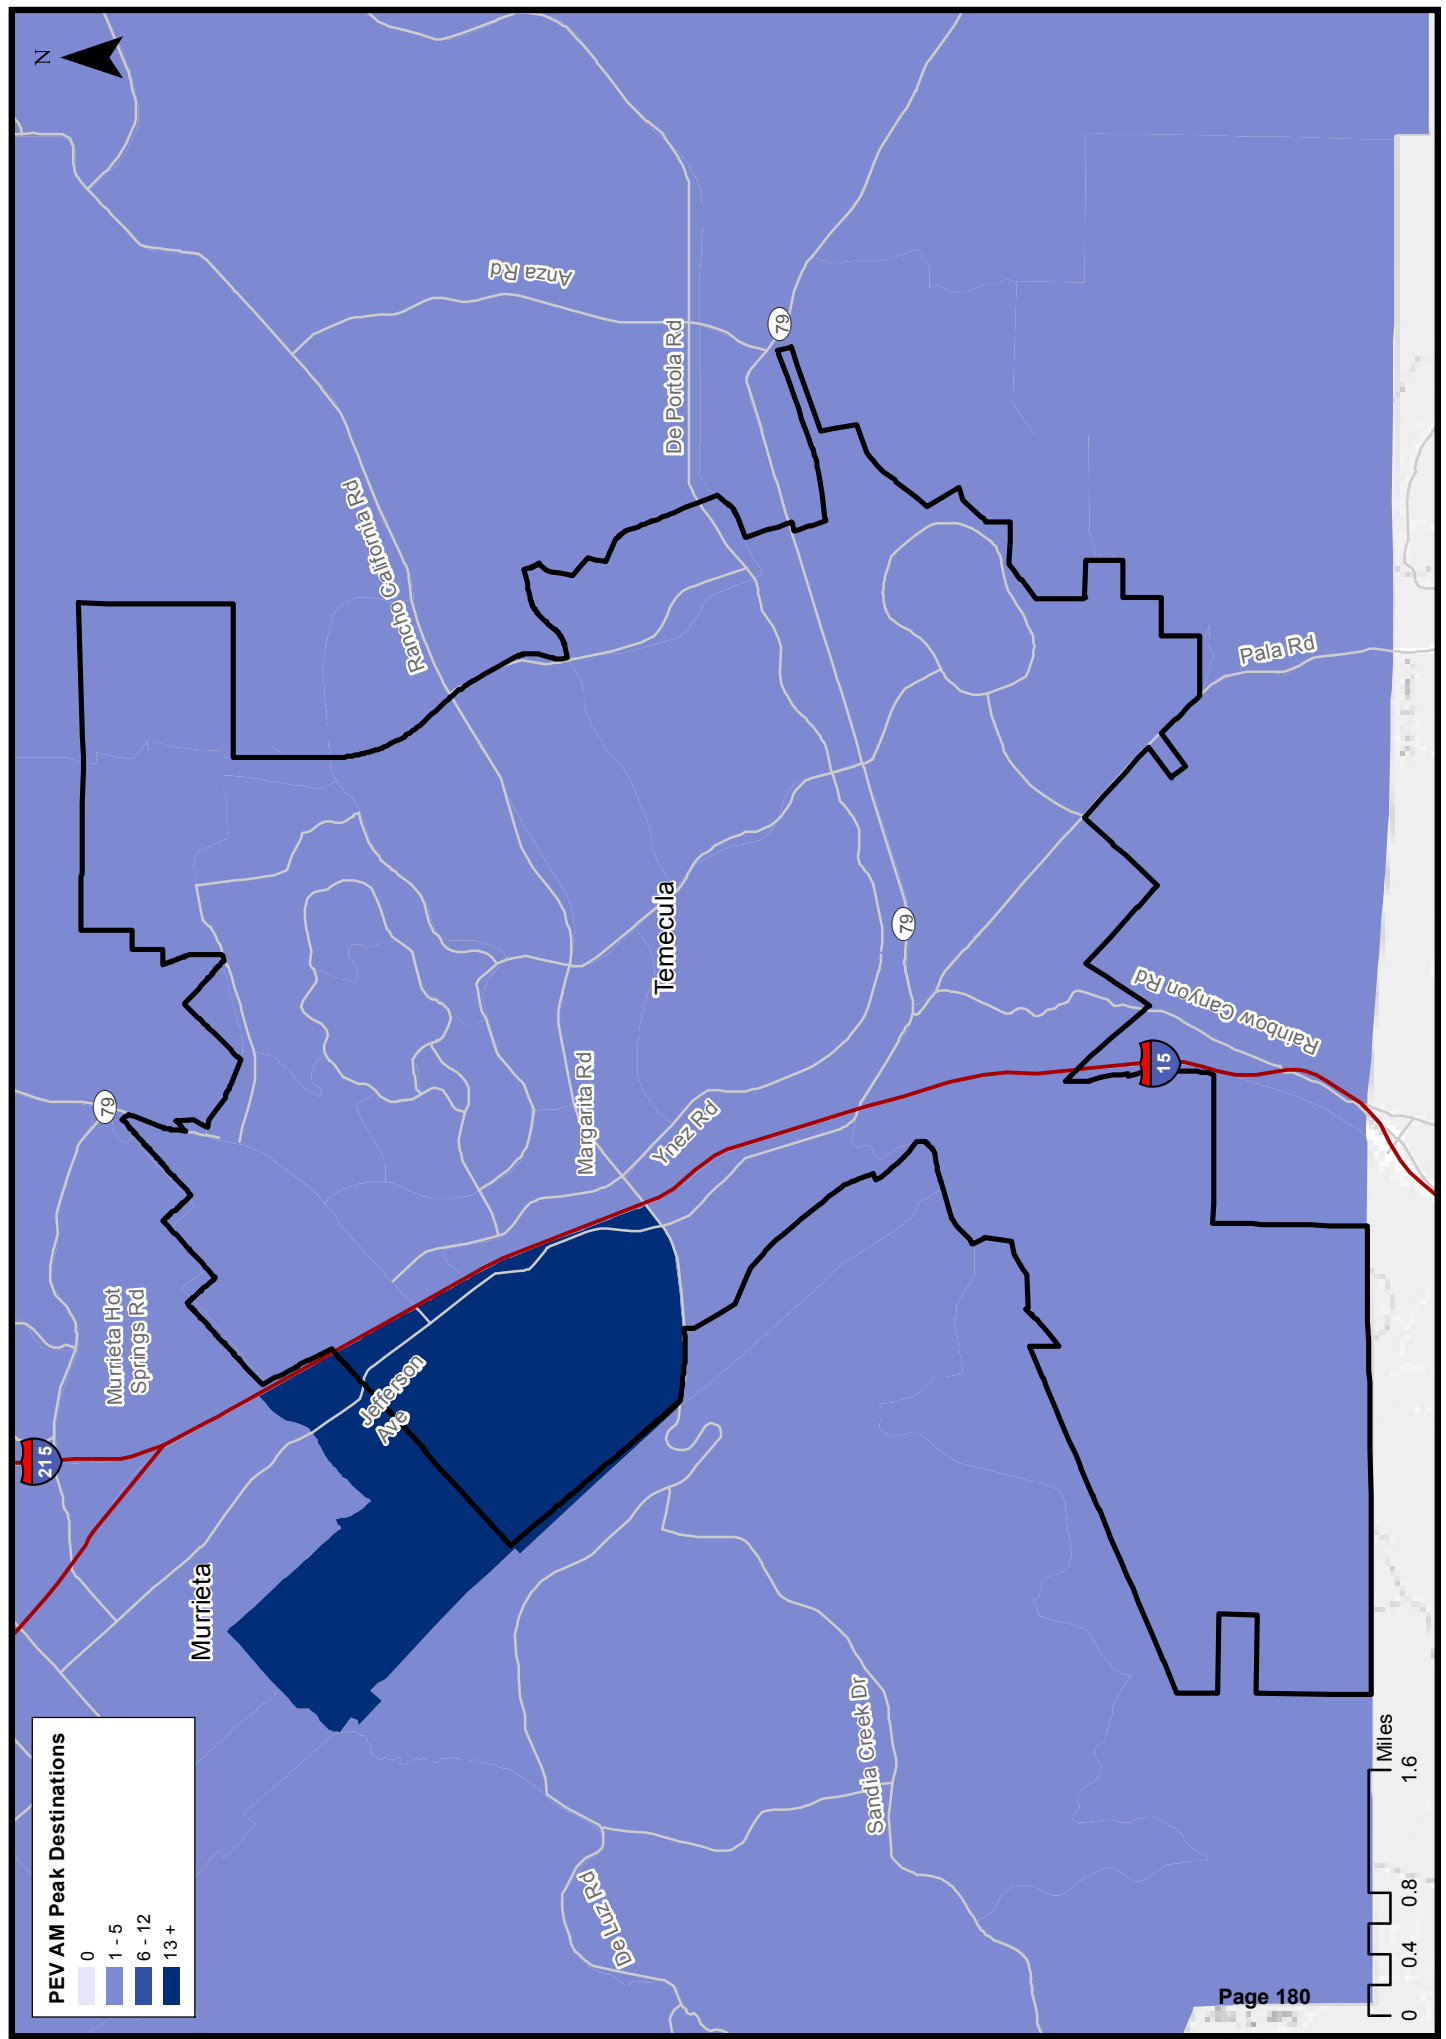 N
PEV AM Peak Destinations
0
1 - 5
6 - 12
13 +
215
Murrieta Hot
Springs Rd
79
Murrieta
Jefferson
Ave
Rancho California Rd
Anza Rd
De Portola Rd
79
Temecula
Margarita Rd
Ynez Rd
79
Pala Rd
Rainbow Canyon Rd
15
De Luz Rd
Sandia Creek Dr
0
0.4
0.8
1.6
Miles
Page 180